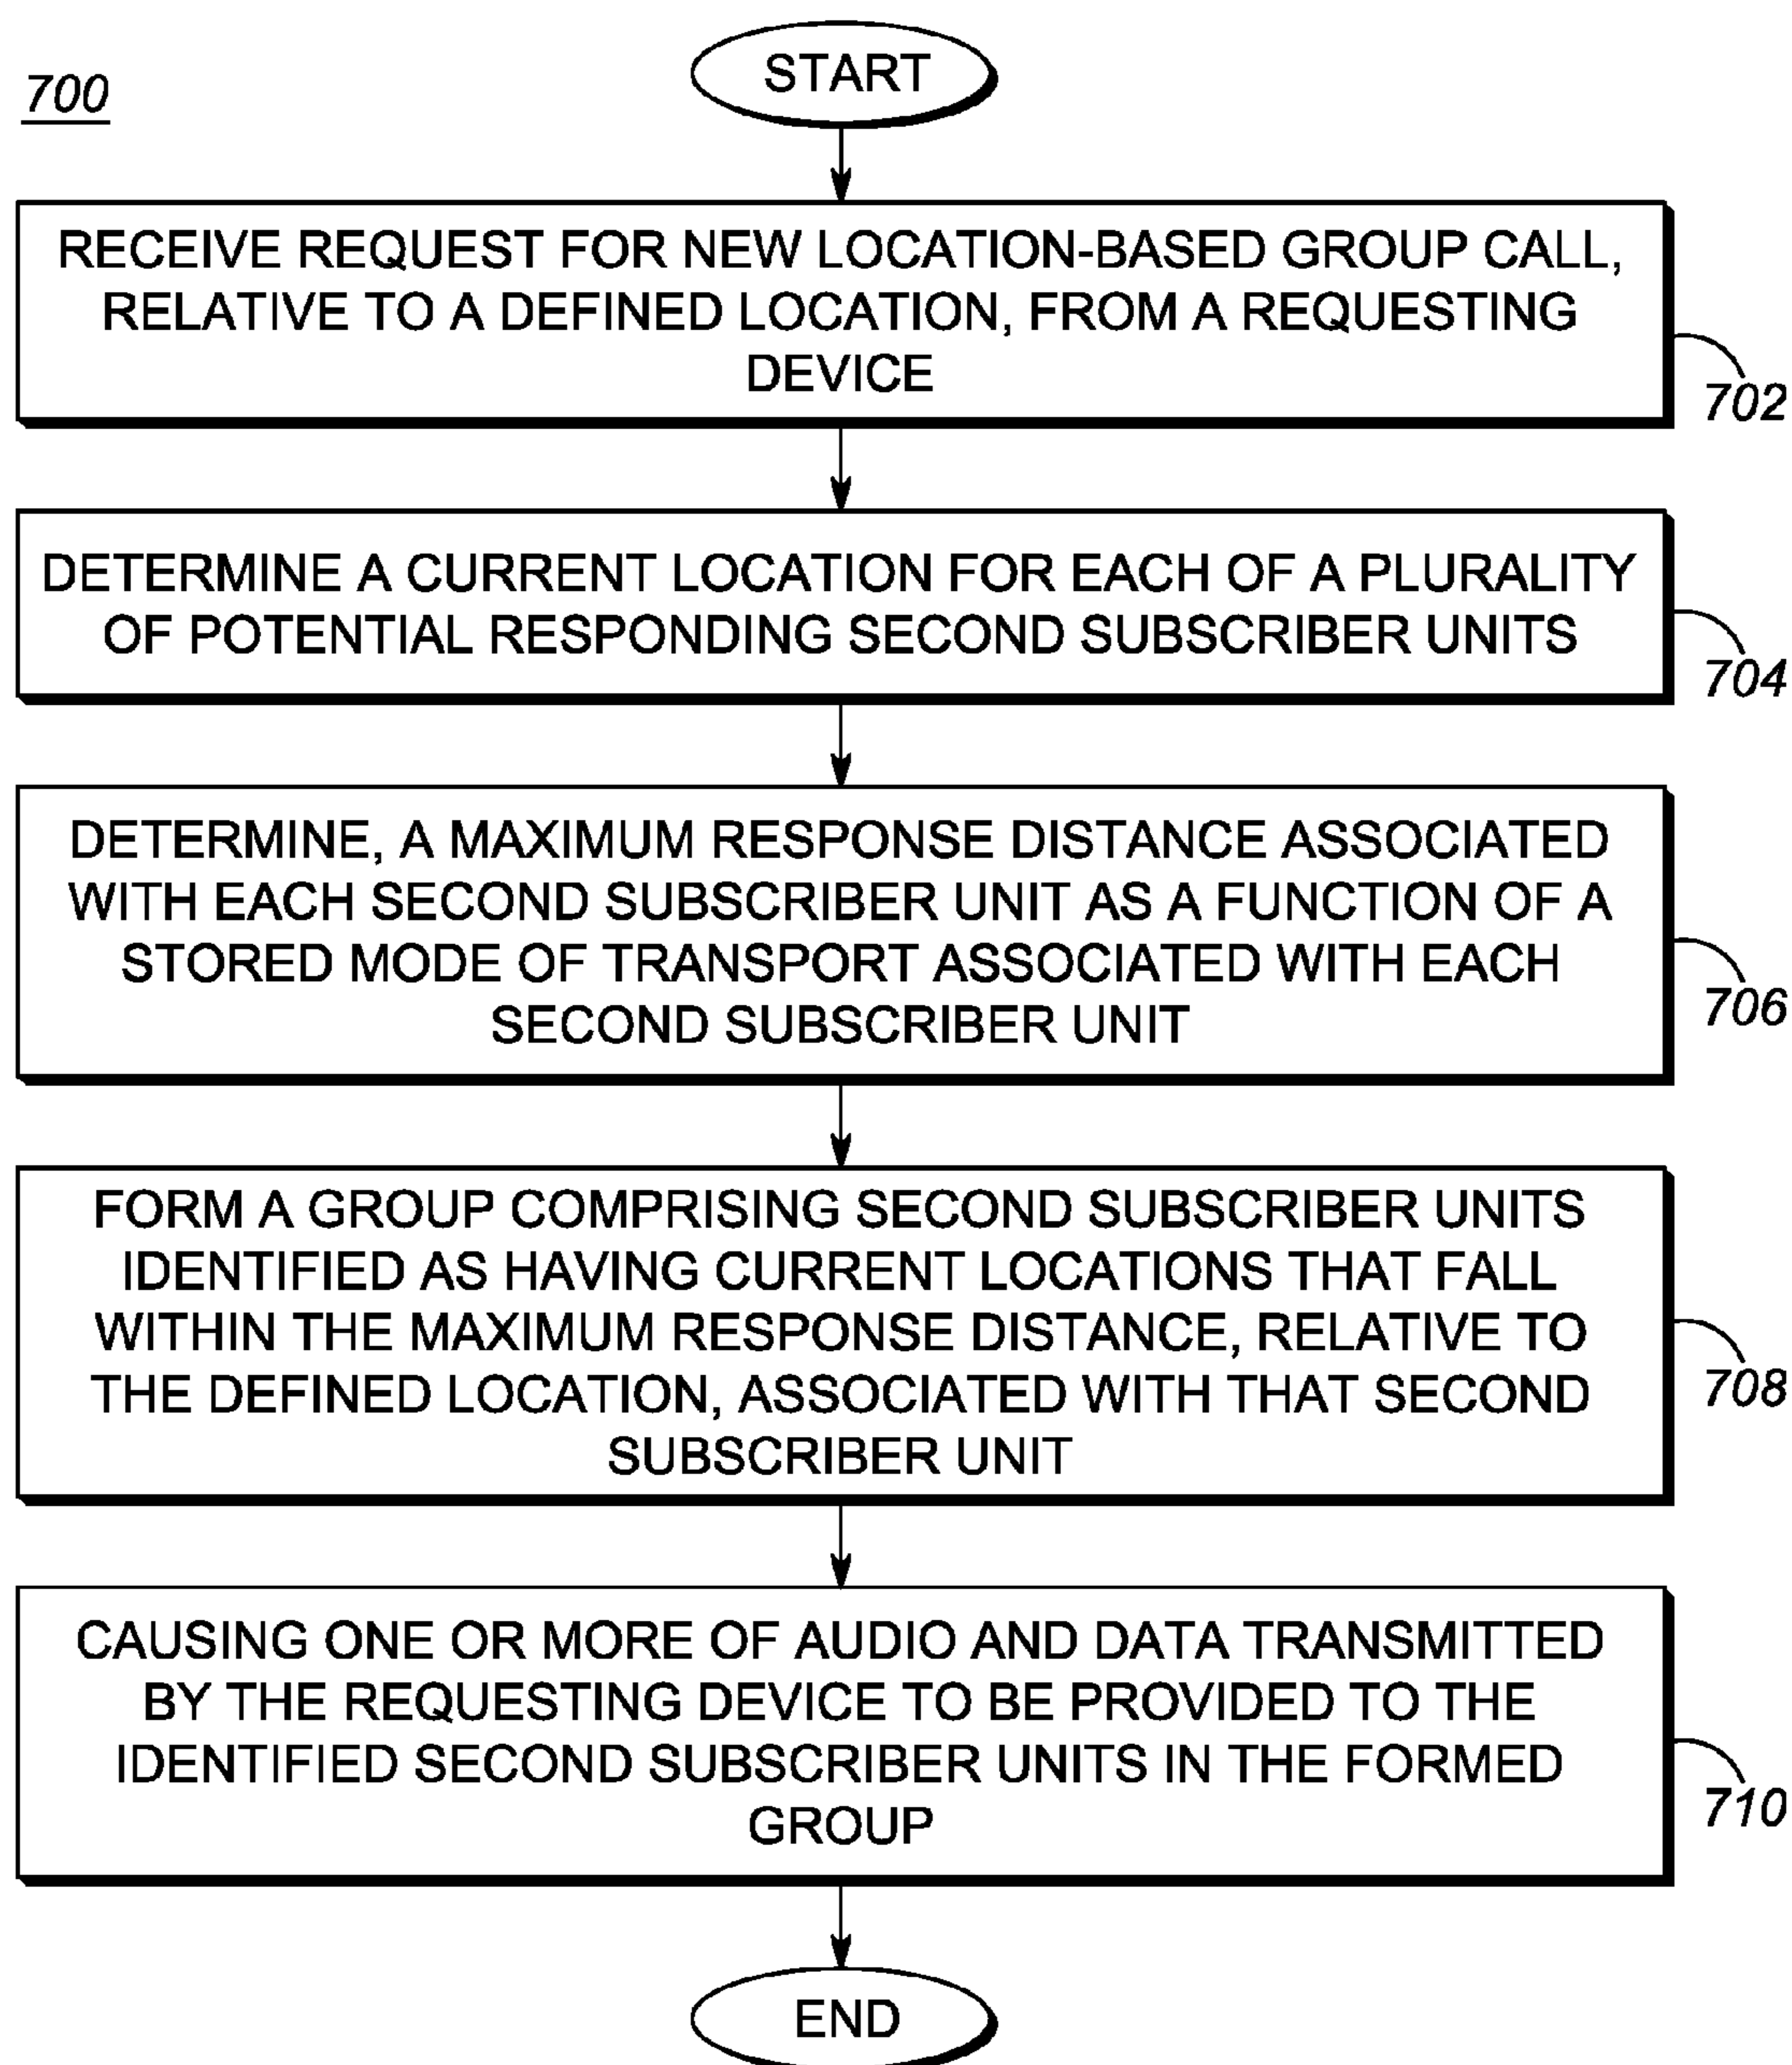 700
START
RECEIVE REQUEST FOR NEW LOCATION-BASED GROUP CALL,
RELATIVE TO A DEFINED LOCATION, FROM A REQUESTING
DEVICE
702
DETERMINE A CURRENT LOCATION FOR EACH OF A PLURALITY
OF POTENTIAL RESPONDING SECOND SUBSCRIBER UNITS
704
DETERMINE, A MAXIMUM RESPONSE DISTANCE ASSOCIATED
WITH EACH SECOND SUBSCRIBER UNIT AS A FUNCTION OF A
STORED MODE OF TRANSPORT ASSOCIATED WITH EACH
SECOND SUBSCRIBER UNIT
706
FORM A GROUP COMPRISING SECOND SUBSCRIBER UNITS
IDENTIFIED AS HAVING CURRENT LOCATIONS THAT FALL
WITHIN THE MAXIMUM RESPONSE DISTANCE, RELATIVE TO
THE DEFINED LOCATION, ASSOCIATED WITH THAT SECOND
SUBSCRIBER UNIT
708
CAUSING ONE OR MORE OF AUDIO AND DATA TRANSMITTED
BY THE REQUESTING DEVICE TO BE PROVIDED TO THE
IDENTIFIED SECOND SUBSCRIBER UNITS IN THE FORMED
GROUP
710
END